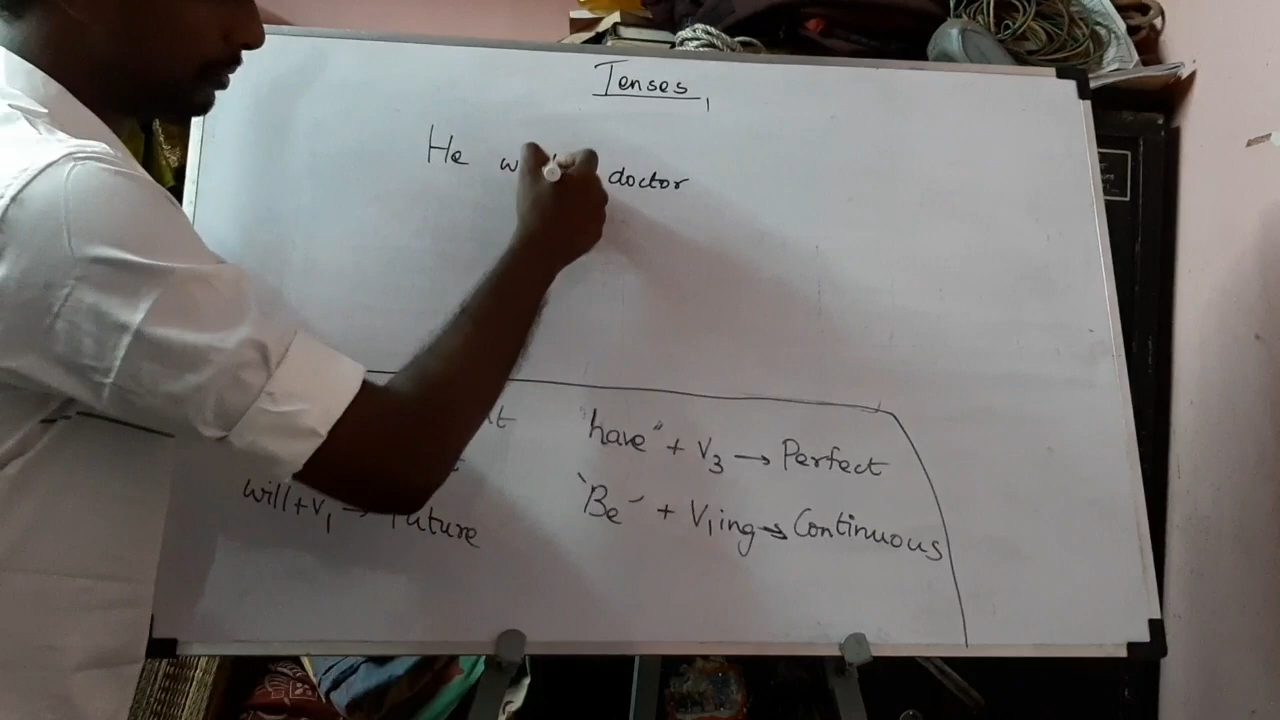 Tenses
He w doctor
"have" + V3 → Perfect
will+V1 → Future
'Be' + V1ing → Continuous